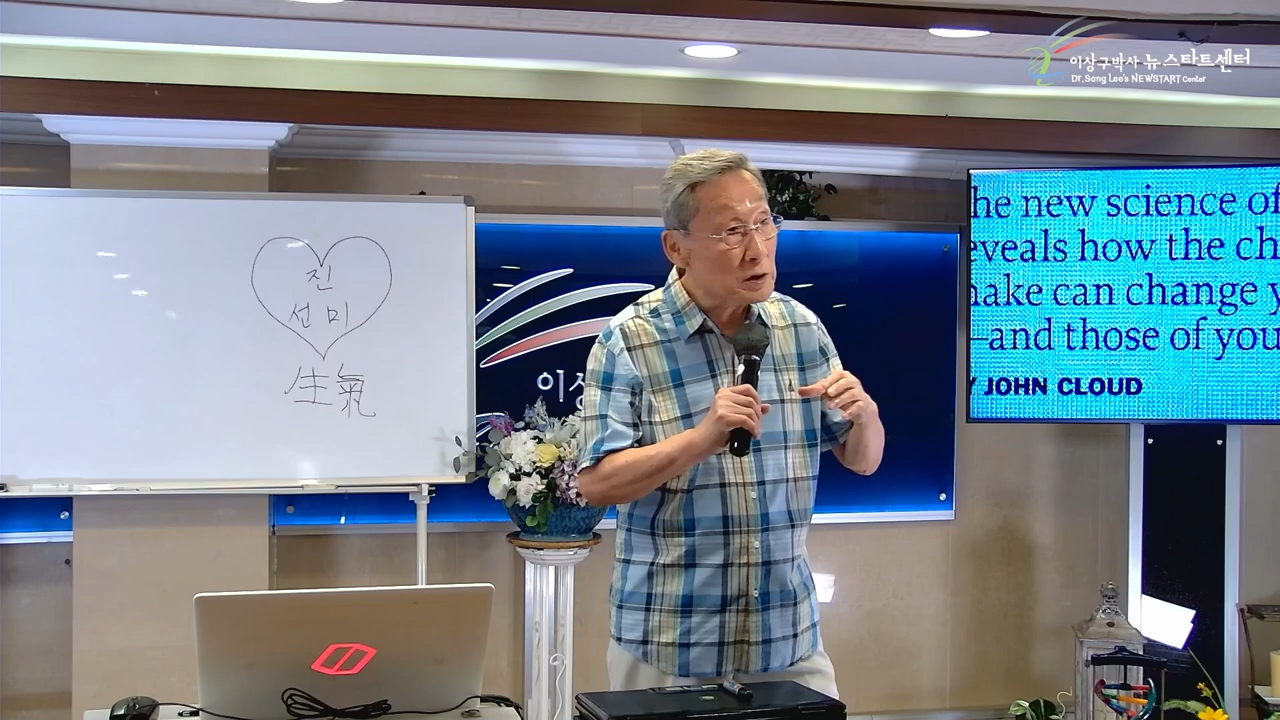 이상구박사 뉴스타트센터
Dr. Sang Lee's NEWSTART Center
진
선 미
生氣
이상
he new science of
eveals how the ch
ake can change y
—and those of you
JOHN CLOUD